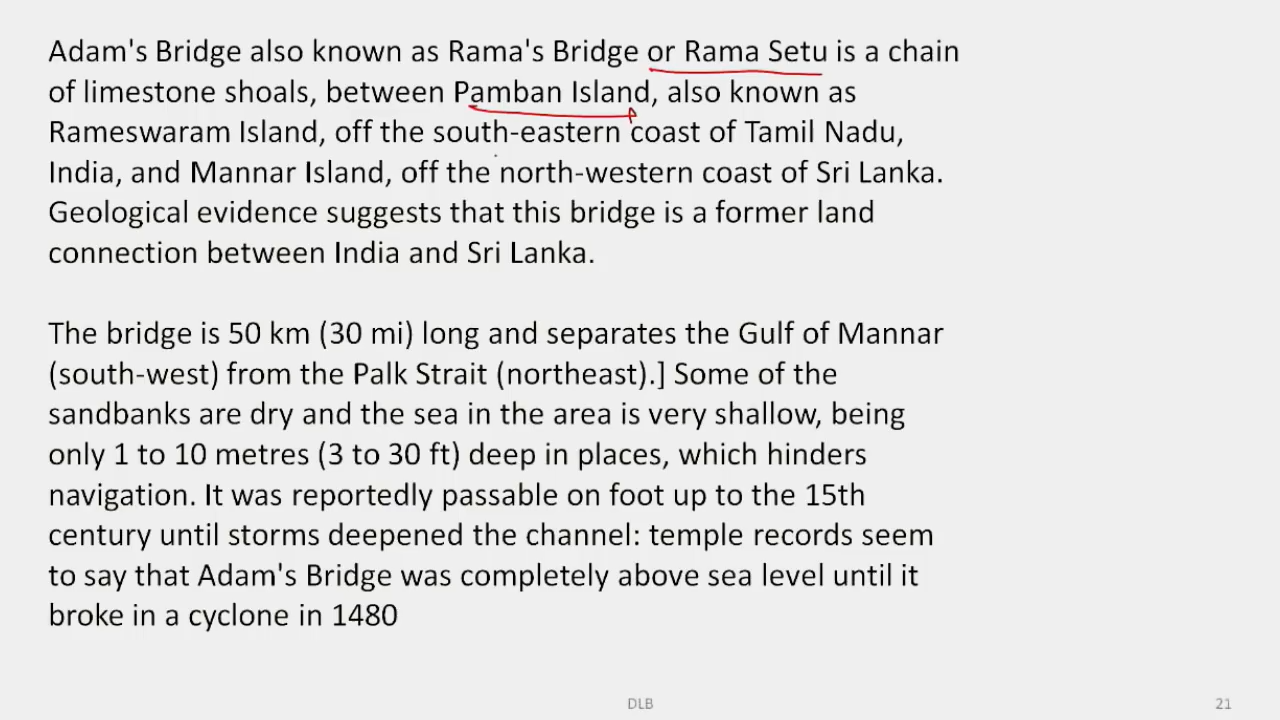 Adam's Bridge also known as Rama's Bridge or Rama Setu is a chain
of limestone shoals, between Pamban Island, also known as
Rameswaram Island, off the south-eastern coast of Tamil Nadu,
India, and Mannar Island, off the north-western coast of Sri Lanka.
Geological evidence suggests that this bridge is a former land
connection between India and Sri Lanka.
The bridge is 50 km (30 mi) long and separates the Gulf of Mannar
(south-west) from the Palk Strait (northeast).] Some of the
sandbanks are dry and the sea in the area is very shallow, being
only 1 to 10 metres (3 to 30 ft) deep in places, which hinders
navigation. It was reportedly passable on foot up to the 15th
century until storms deepened the channel: temple records seem
to say that Adam's Bridge was completely above sea level until it
broke in a cyclone in 1480
DLB
21